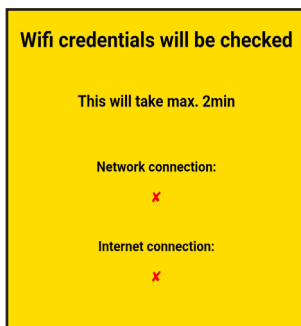 Wifi credentials will be checked
This will take max. 2min
Network connection:
✘
Internet connection:
✘